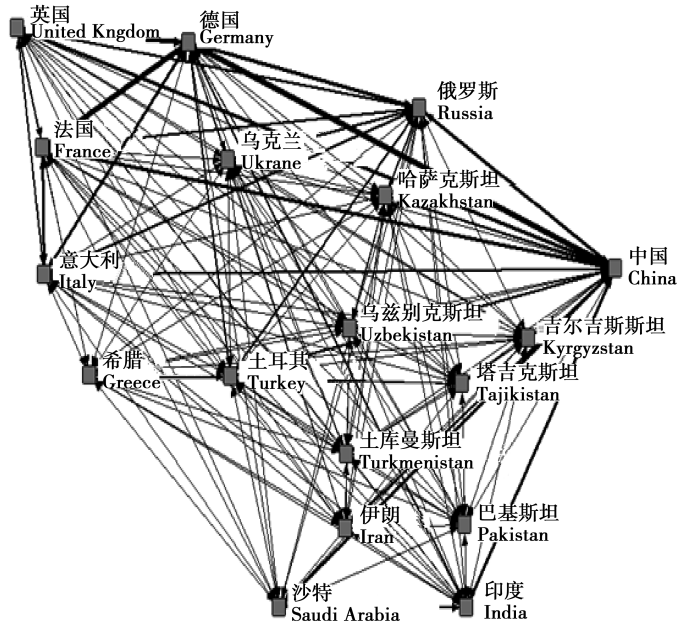 英国
United Kngdom
德国
Germany
俄罗斯
Russia
法国
France
乌克兰
Ukrane
哈萨克斯坦
Kazakhstan
中国
China
意大利
Italy
乌兹别克斯坦
Uzbekistan
吉尔吉斯斯坦
Kyrgyzstan
希腊
Greece
土耳其
Turkey
塔吉克斯坦
Tajikistan
土库曼斯坦
Turkmenistan
伊朗
Iran
巴基斯坦
Pakistan
沙特
Saudi Arabia
印度
India